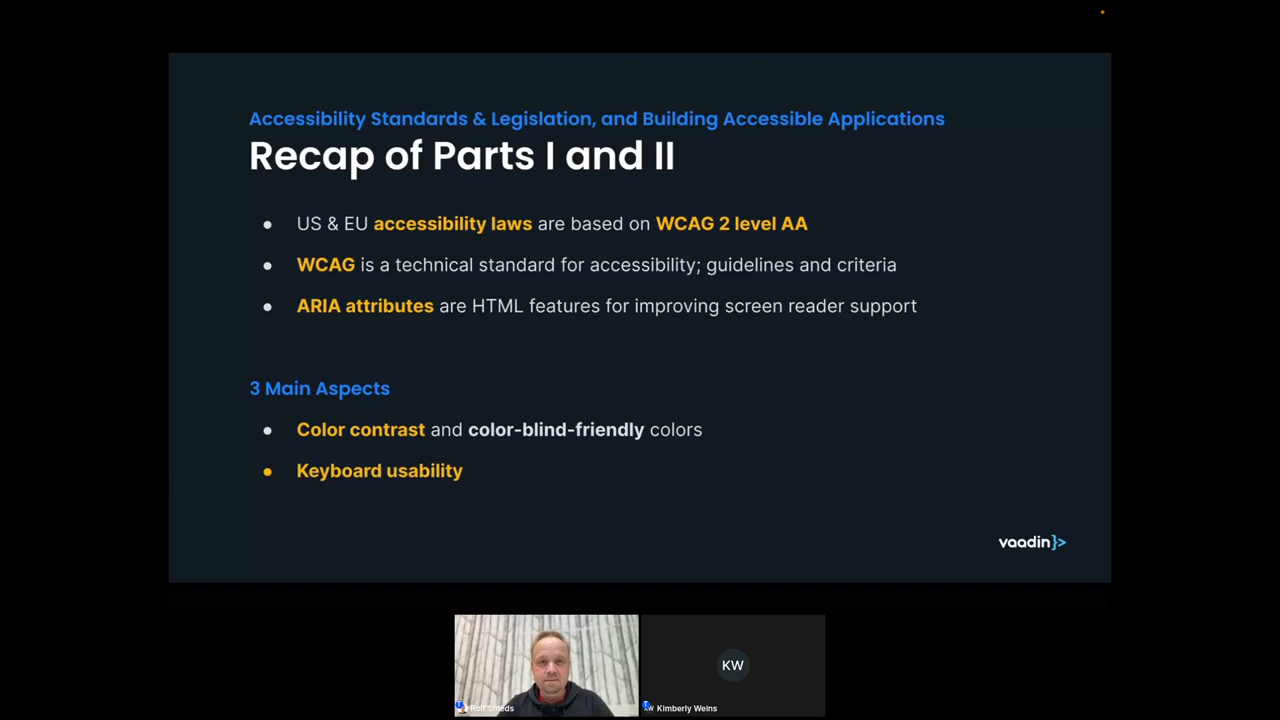 Accessibility Standards & Legislation, and Building Accessible Applications
Recap of Parts I and II
● US & EU accessibility laws are based on WCAG 2 level AA
● WCAG is a technical standard for accessibility; guidelines and criteria
● ARIA attributes are HTML features for improving screen reader support
3 Main Aspects
● Color contrast and color-blind-friendly colors
● Keyboard usability
vaadin}>
KW
Kimberly Weins